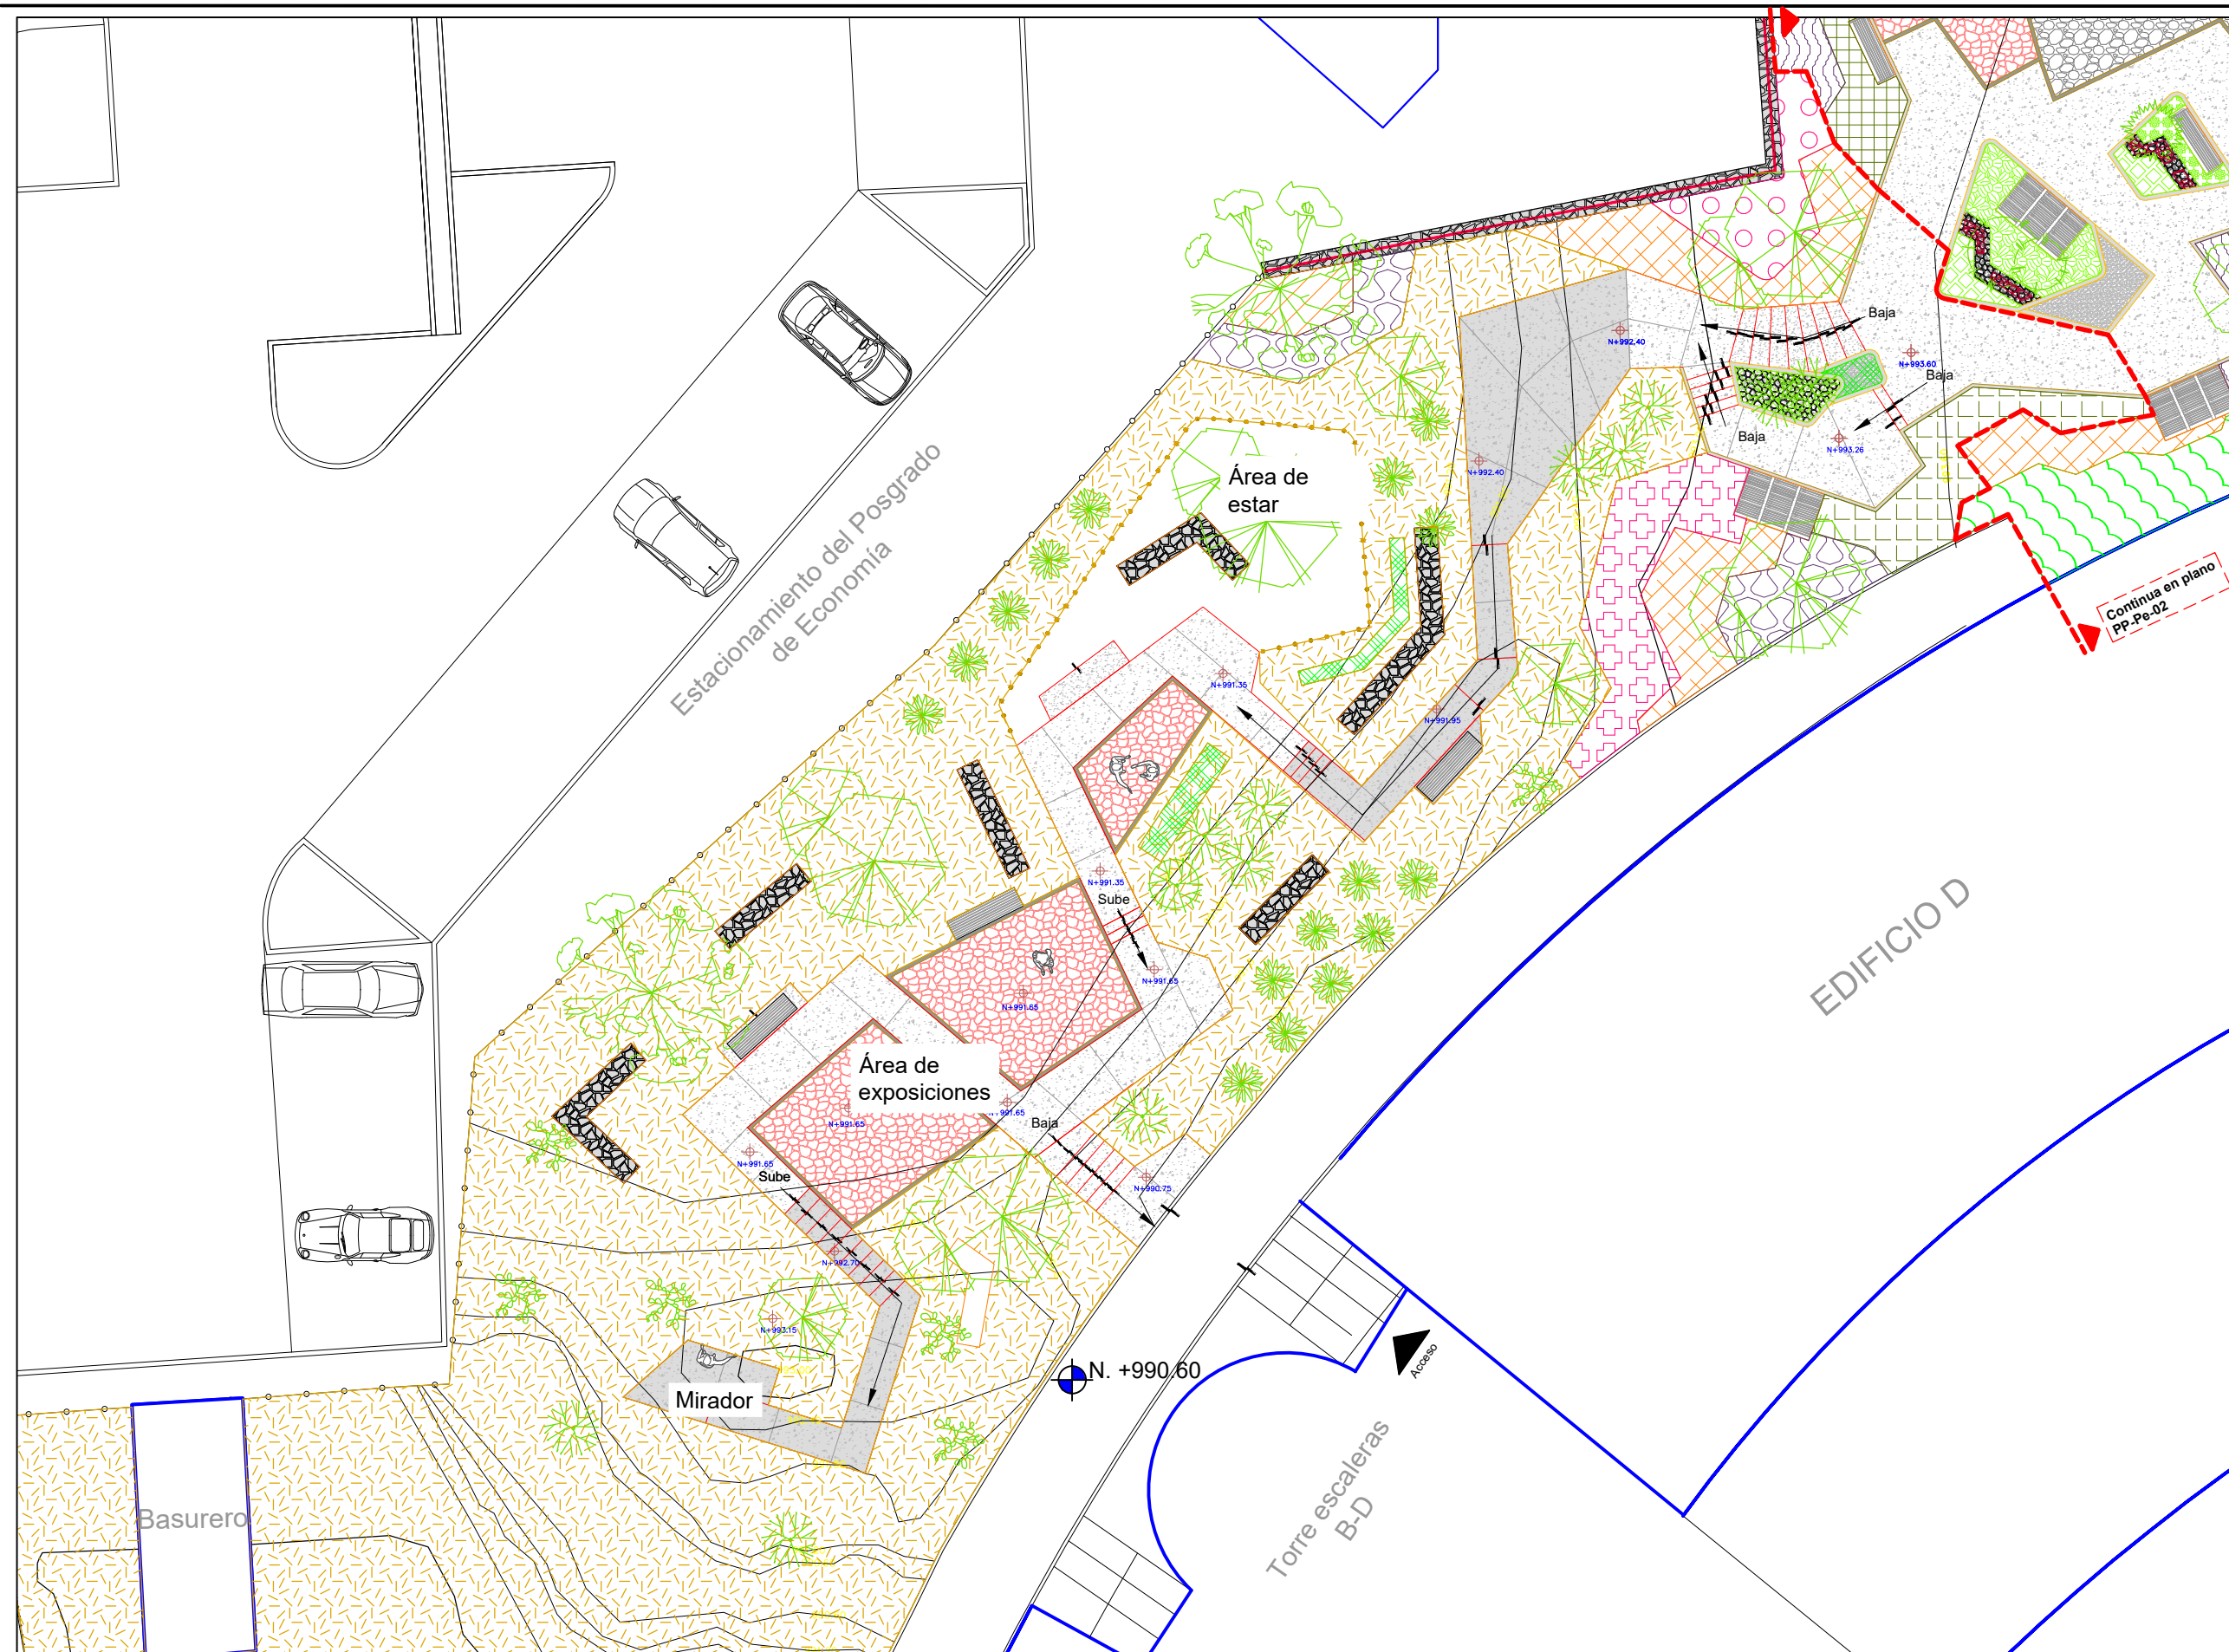 Baja
N+992.40
N+993.60
Baja
Baja
N+993.26
Área de
estar
N+992.40
Estacionamiento del Posgrado
de Economía
Continua en plano
PP-Pe-02
N+991.35
N+991.95
N+991.35
Sube
EDIFICIO D
N+991.65
N+991.65
Área de
exposiciones
N+991.65
N+991.65
Baja
N+991.65
Sube
N+990.75
N+992.70
N+993.15
N. +990.60
Acceso
Mirador
Torre escaleras
B-D
Basurero